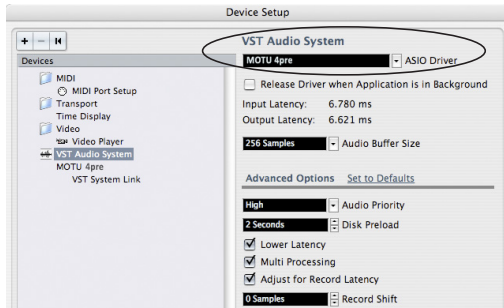 Device Setup
+ −
Devices
MIDI
MIDI Port Setup
Transport
Time Display
Video
Video Player
VST Audio System
MOTU 4pre
VST System Link
VST Audio System
MOTU 4pre ASIO Driver
Release Driver when Application is in Background
Input Latency: 6.780 ms
Output Latency: 6.621 ms
256 Samples Audio Buffer Size
Advanced Options Set to Defaults
High Audio Priority
2 Seconds Disk Preload
Lower Latency
Multi Processing
Adjust for Record Latency
0 Samples Record Shift